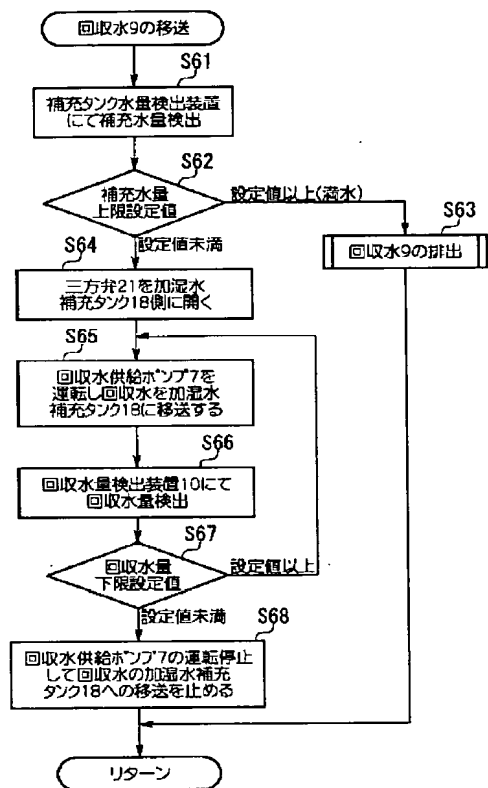 回収水9の移送
S61
補充タンク水量検出装置
にて補充水量検出
S62
補充水量
上限設定値
設定値以上(満水)
S63
回収水9の排出
設定値未満
S64
三方弁21を加湿水
補充タンク18側に開く
S65
回収水供給ポンプ7を
運転し回収水を加湿水
補充タンク18に移送する
S66
回収水量検出装置10にて
回収水量検出
S67
回収水量
下限設定値
設定値以上
設定値未満
S68
回収水供給ポンプ7の運転停止
して回収水の加湿水補充
タンク18への移送を止める
リターン